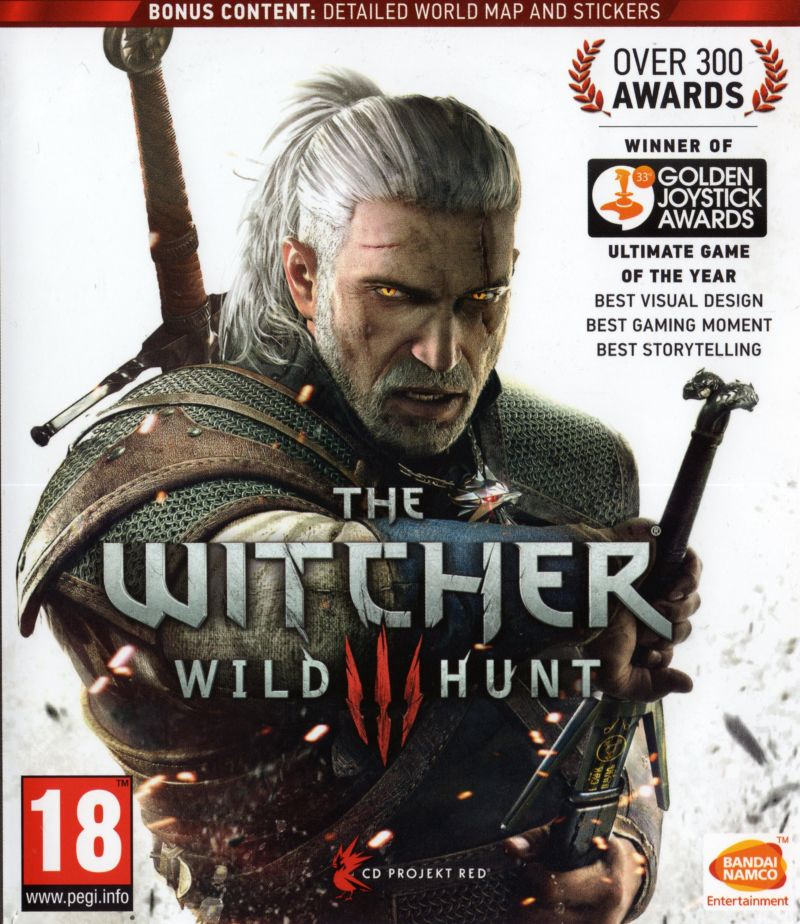 BONUS CONTENT: DETAILED WORLD MAP AND STICKERS
OVER 300
AWARDS
WINNER OF
33rd
GOLDEN
JOYSTICK
AWARDS
ULTIMATE GAME
OF THE YEAR
BEST VISUAL DESIGN
BEST GAMING MOMENT
BEST STORYTELLING
THE
WITCHER®
WILD III HUNT
18™
www.pegi.info
CD PROJEKT RED®
BANDAI
NAMCO™
Entertainment